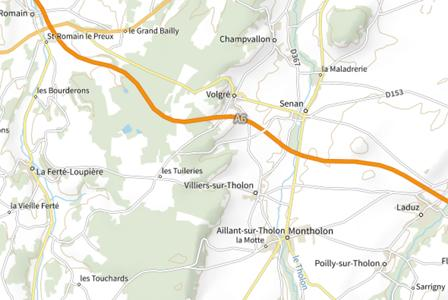 Romain
St Romain le Preux
le Grand Bailly
Champvallon
D367
la Maladrerie
les Bourderons
Volgré
Senan
D153
A6
La Ferté-Loupière
les Tuileries
Villiers-sur-Tholon
la Vieille Ferté
Laduz
Aillant-sur-Tholon
Montholon
la Motte
le Tholon
Poilly-sur-Tholon
les Touchards
Sarrigny